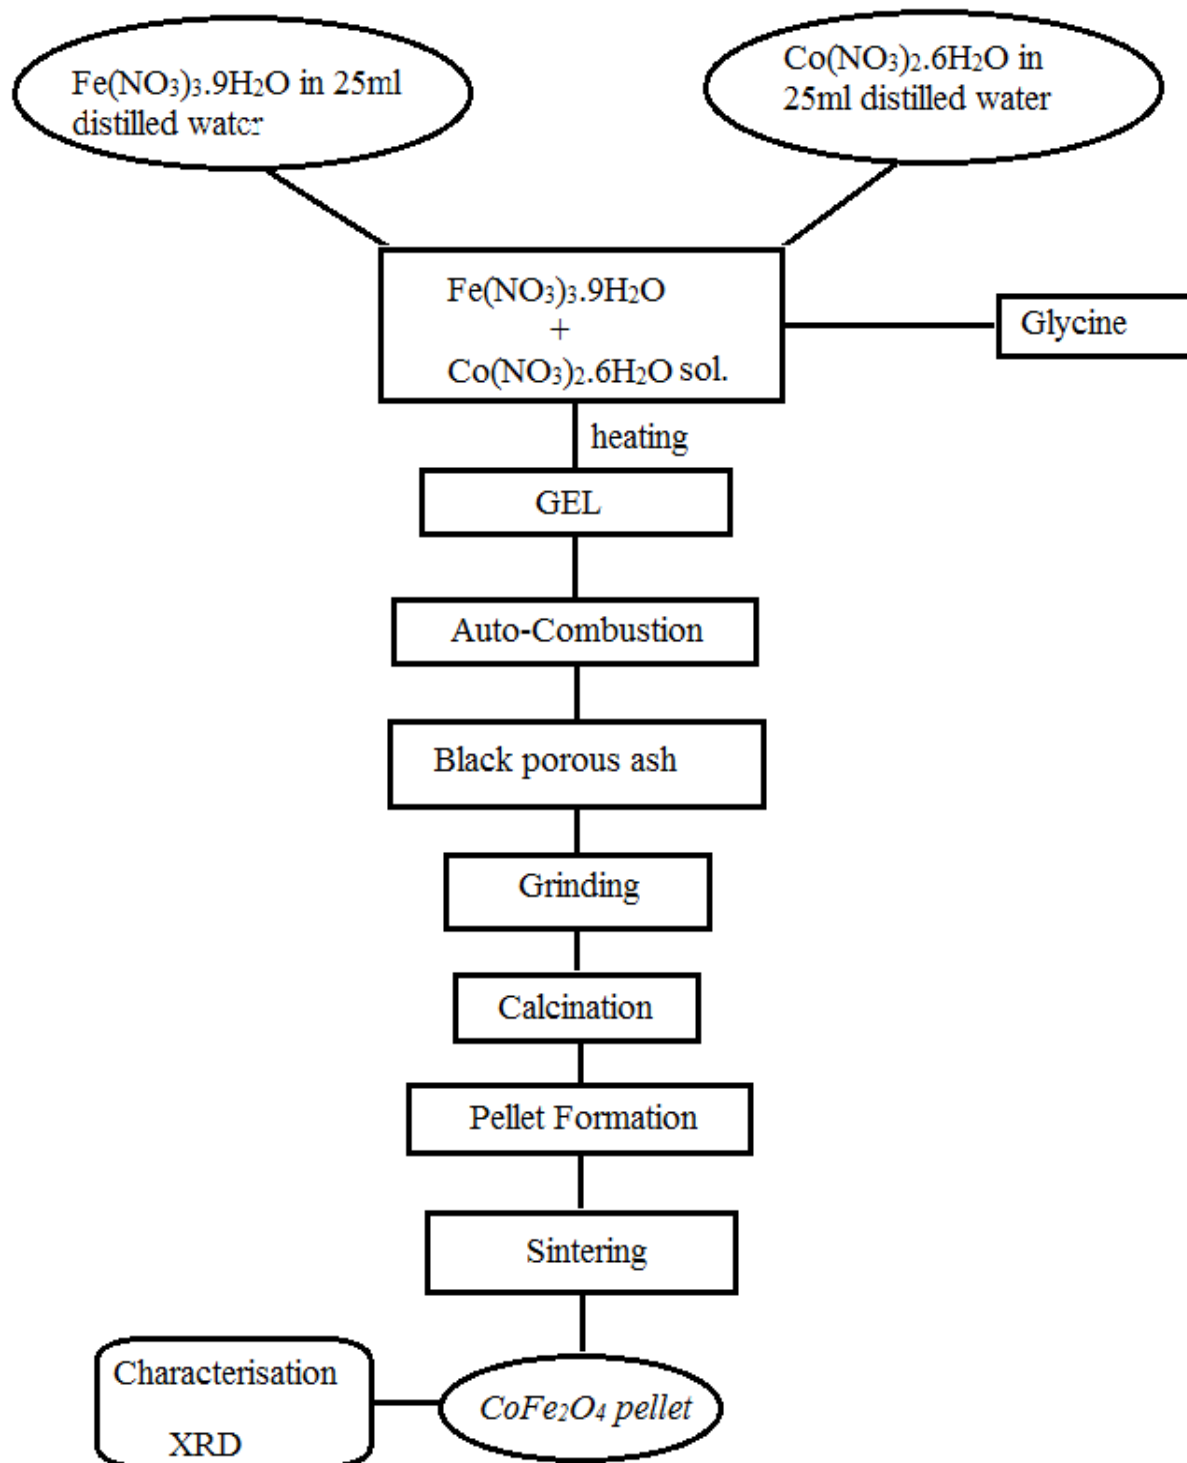 Fe(NO₃)₃.9H₂O in 25ml
distilled water
Co(NO₃)₂.6H₂O in
25ml distilled water
Fe(NO₃)₃.9H₂O
+
Co(NO₃)₂.6H₂O sol.
Glycine
heating
GEL
Auto-Combustion
Black porous ash
Grinding
Calcination
Pellet Formation
Sintering
CoFe₂O₄ pellet
Characterisation
XRD